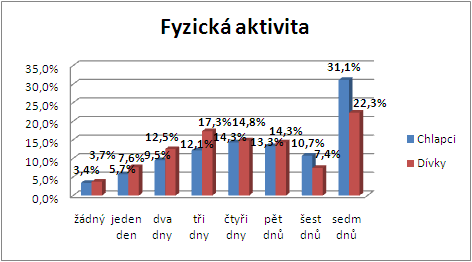 Fyzická aktivita
35,0%
30,0%
25,0%
20,0%
15,0%
10,0%
5,0%
0,0%
3,4%
3,7%
5,7%
7,6%
9,5%
12,5%
12,1%
17,3%
14,3%
14,8%
13,3%
14,3%
10,7%
7,4%
31,1%
22,3%
žádný
jeden den
dva dny
tři dny
čtyři dny
pět dnů
šest dnů
sedm dnů
Chlapci
Dívky